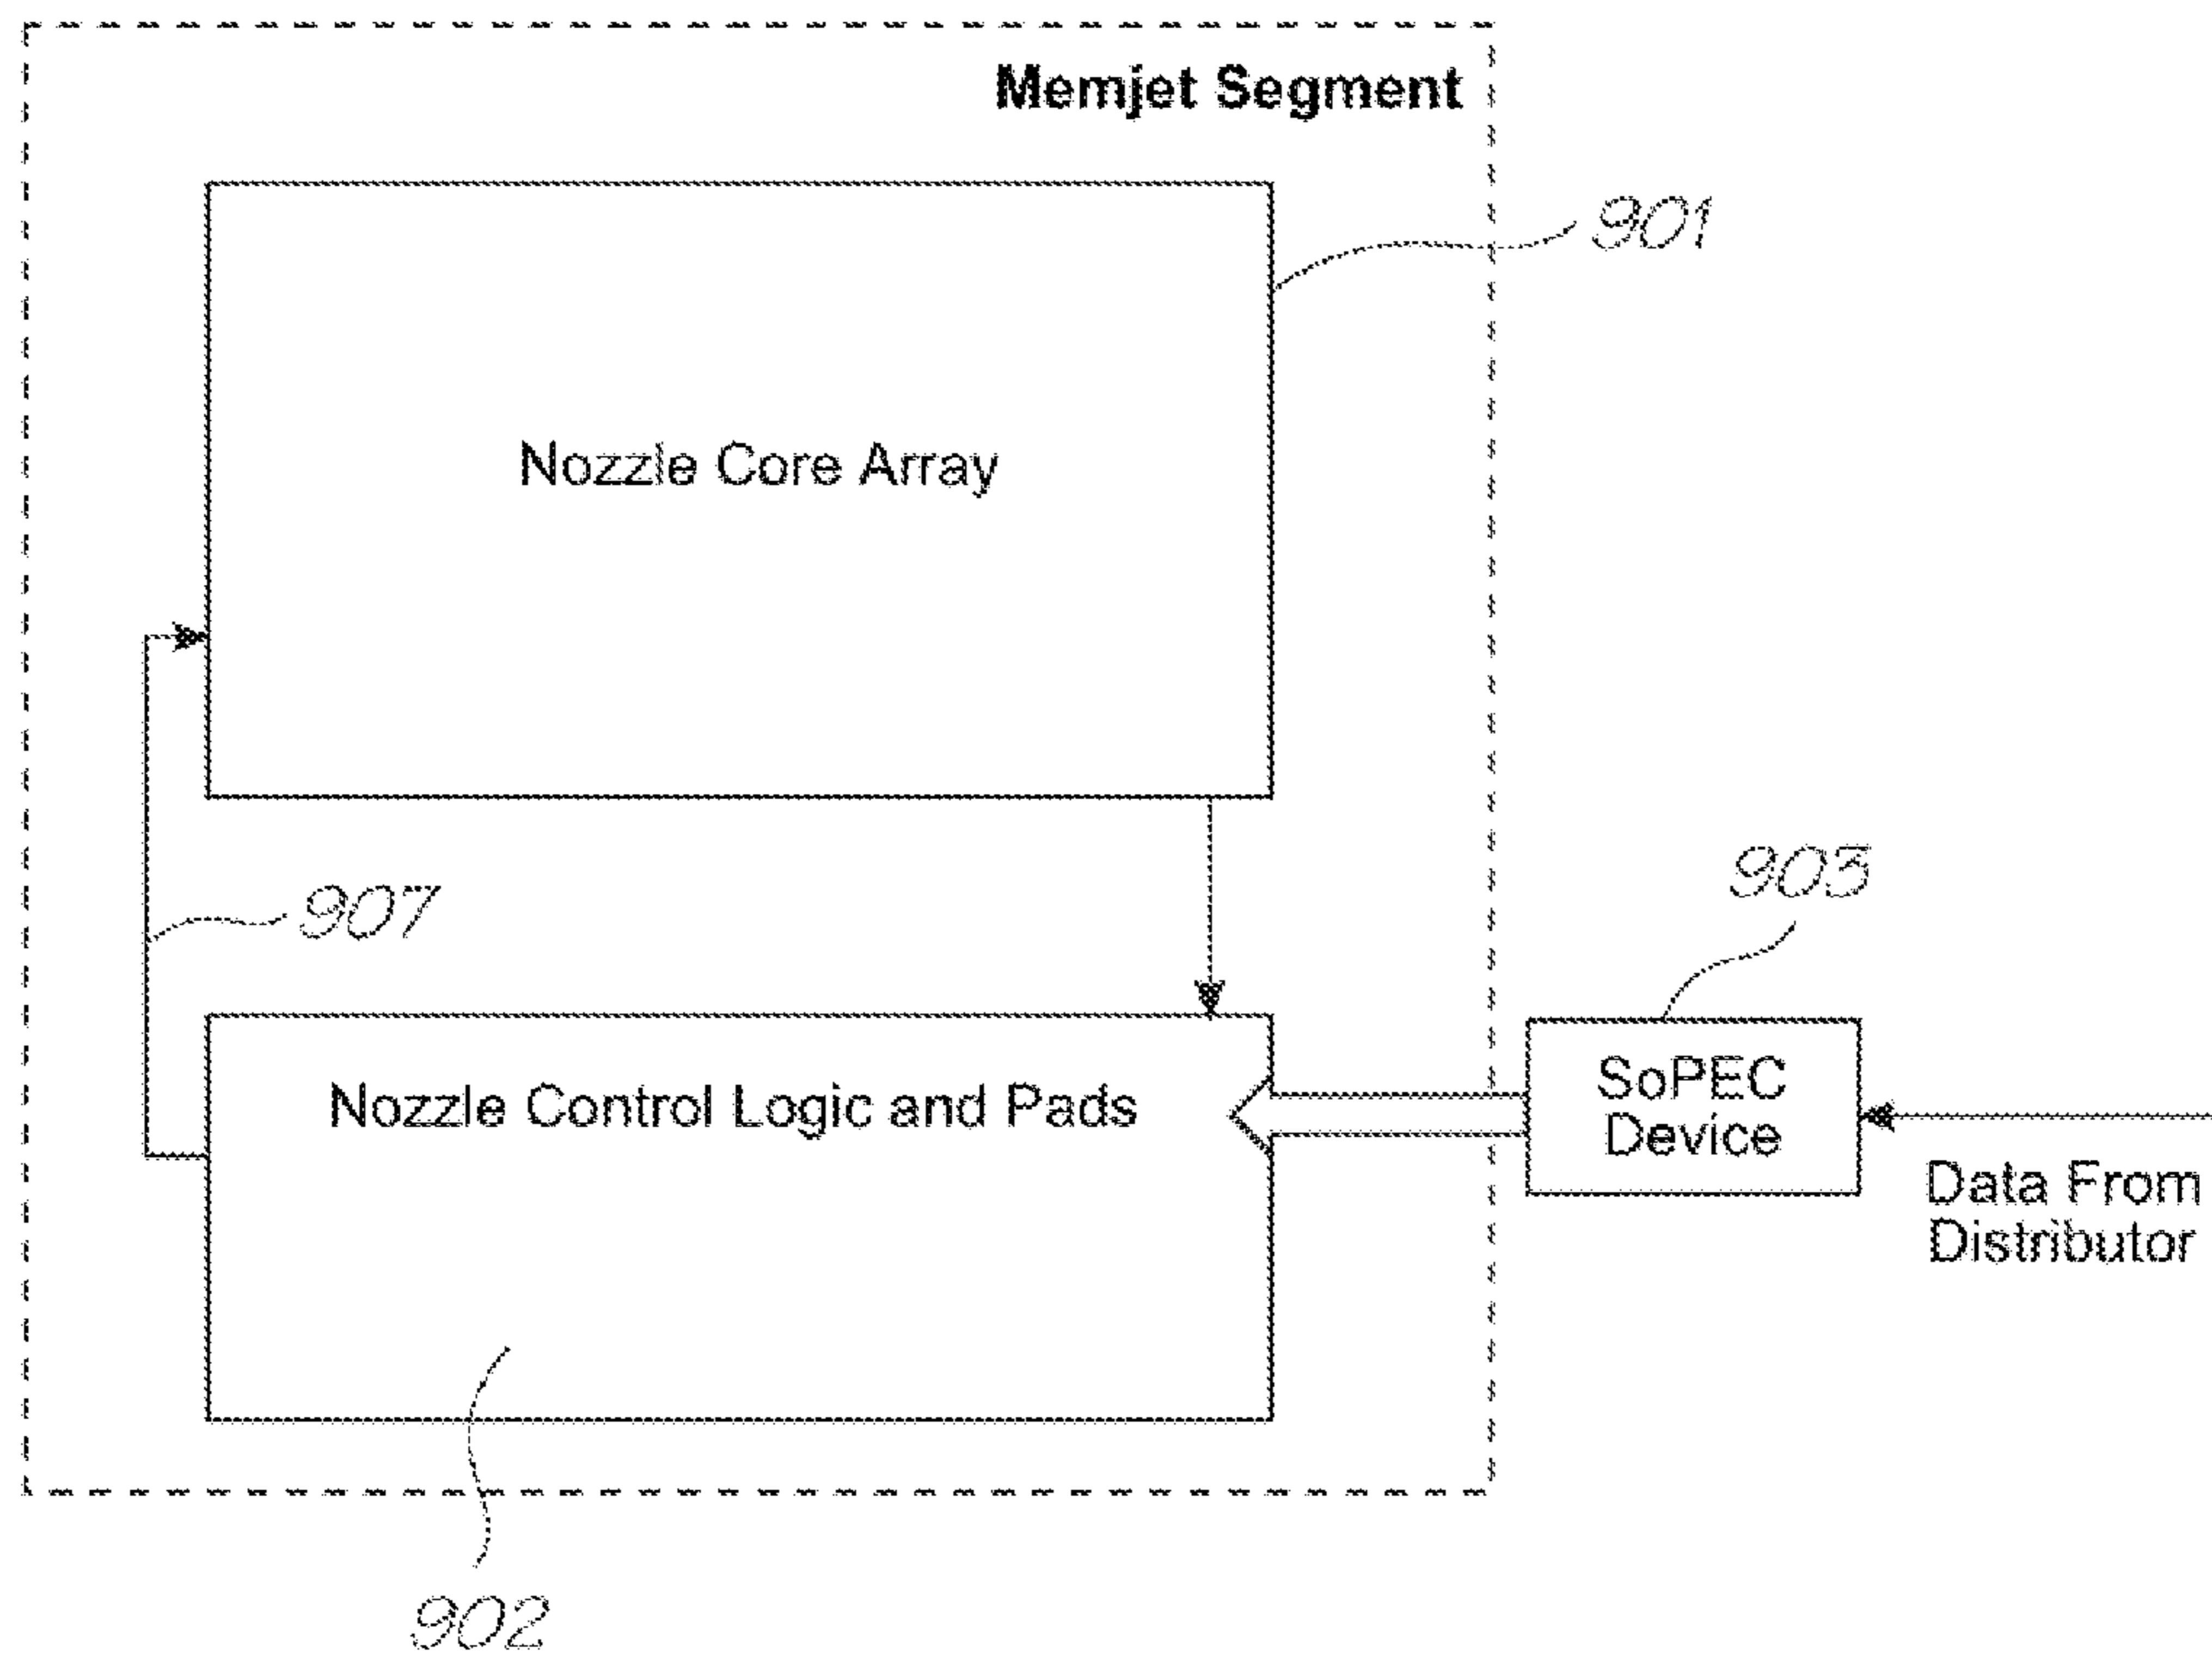 Memjet Segment
901
Nozzle Core Array
907
903
Nozzle Control Logic and Pads
SoPEC
Device
Data From
Distributor
902